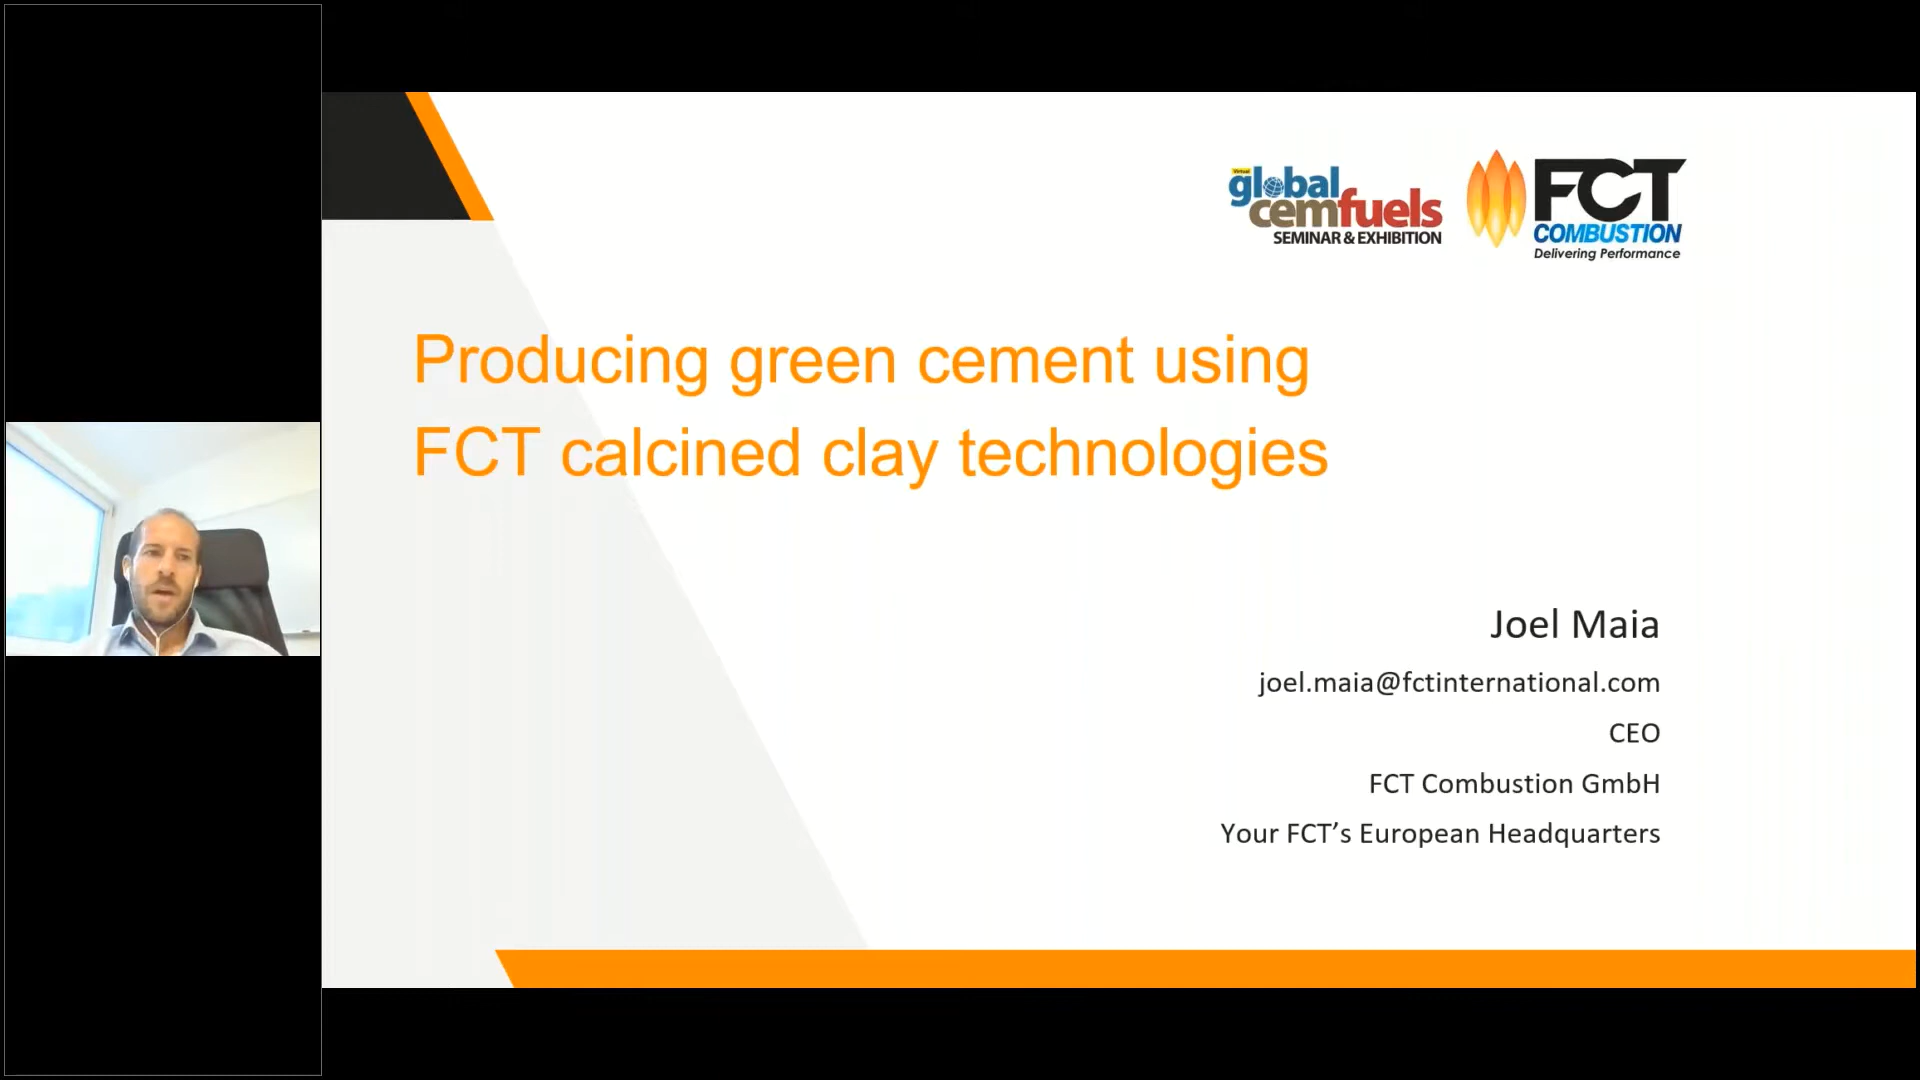 Virtual
global
cemfuels
SEMINAR & EXHIBITION
FCT
COMBUSTION
Delivering Performance
Producing green cement using
FCT calcined clay technologies
Joel Maia
joel.maia@fctinternational.com
CEO
FCT Combustion GmbH
Your FCT’s European Headquarters